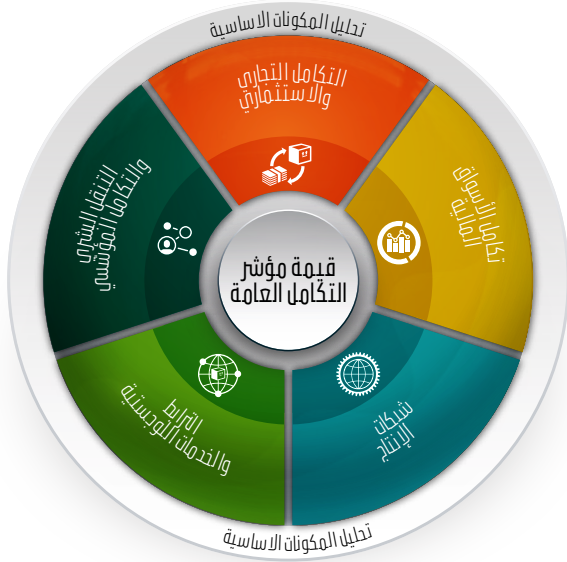 تحليل المكونات الاساسية
التكامل التجاري
والاستثماري
تكامل الأسواق
المالية
شبكات
الإنتاج
الترابط
والخدمات اللوجستية
التنقل البشري
والتكامل المؤسسي
قيمة مؤشر
التكامل العامة
تحليل المكونات الاساسية